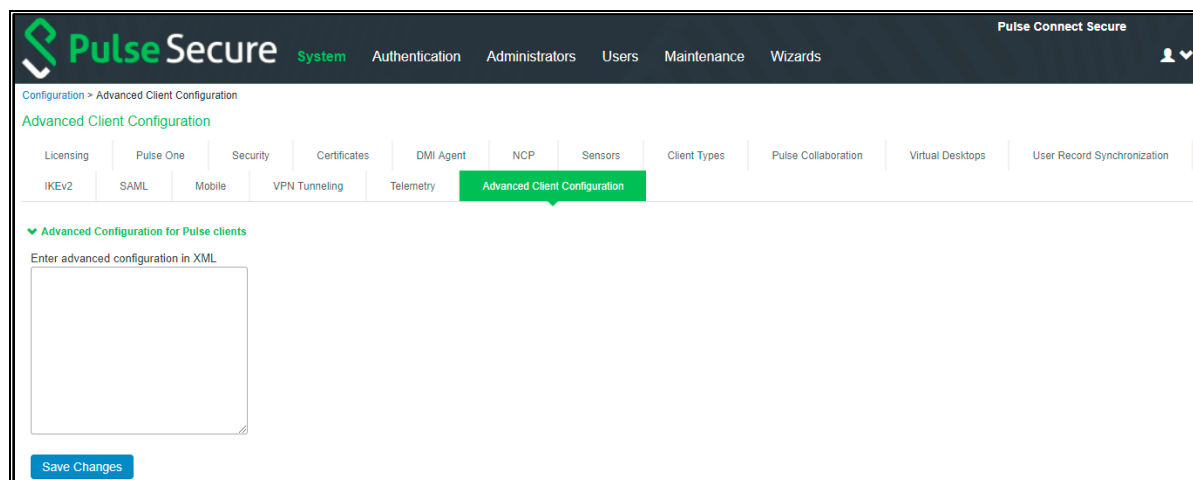 Pulse Connect Secure
Pulse Secure System Authentication Administrators Users Maintenance Wizards
Configuration > Advanced Client Configuration
Advanced Client Configuration
Licensing Pulse One Security Certificates DMI Agent NCP Sensors Client Types Pulse Collaboration Virtual Desktops User Record Synchronization
IKEv2 SAML Mobile VPN Tunneling Telemetry Advanced Client Configuration
Advanced Configuration for Pulse clients
Enter advanced configuration in XML
Save Changes